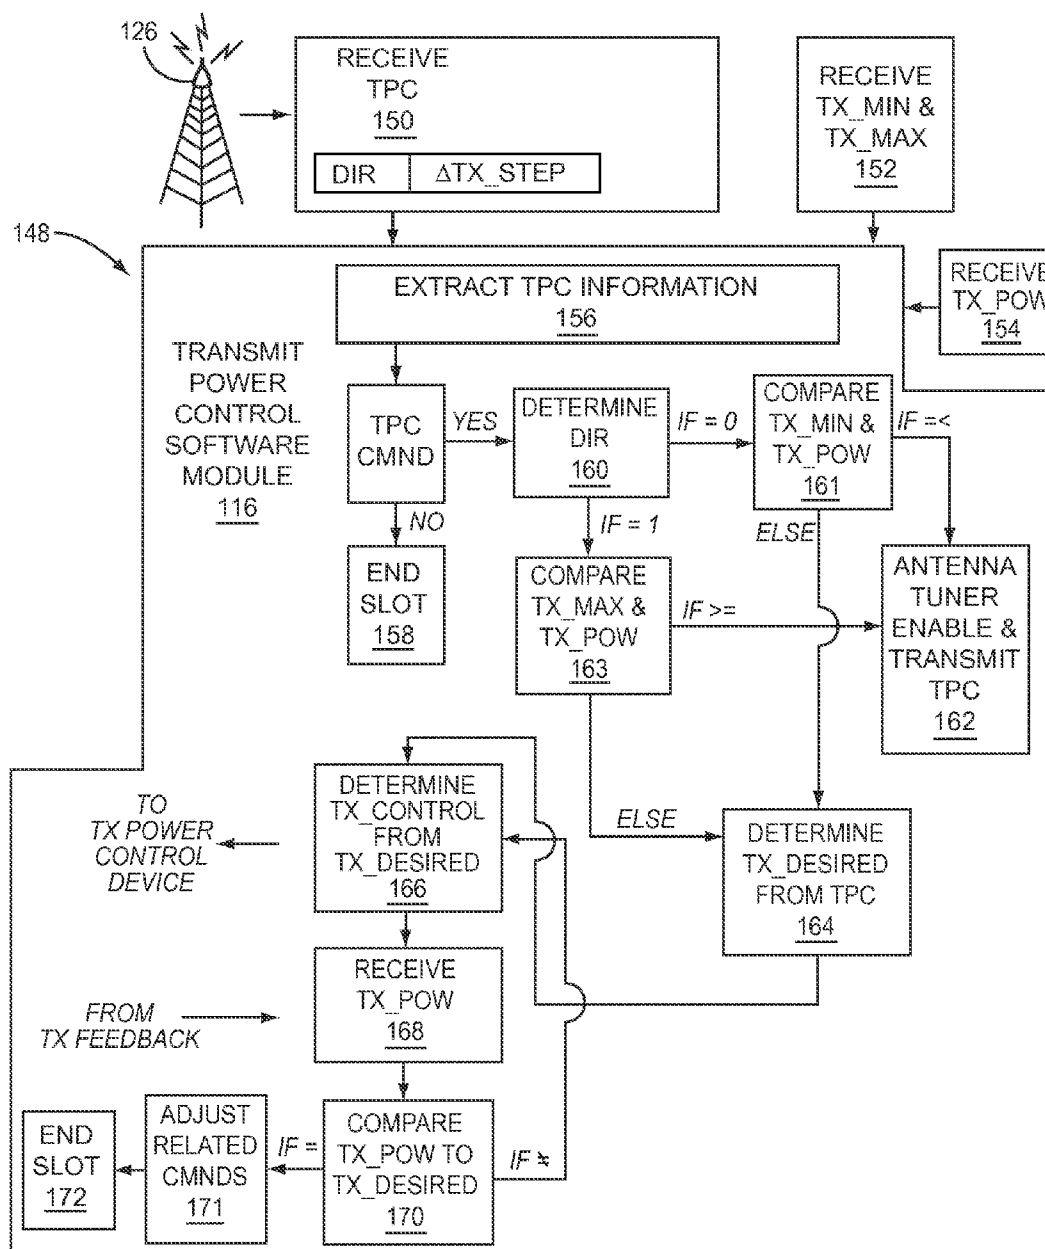 126
RECEIVE
TPC
150
DIR
ΔTX_STEP
RECEIVE
TX_MIN &
TX_MAX
152
148
RECEIVE
TX_POW
154
EXTRACT TPC INFORMATION
156
TRANSMIT
POWER
CONTROL
SOFTWARE
MODULE
116
TPC
CMND
YES
NO
DETERMINE
DIR
160
IF = 0
IF = 1
COMPARE
TX_MIN &
TX_POW
161
IF =<
ELSE
END
SLOT
158
COMPARE
TX_MAX &
TX_POW
163
IF >=
ANTENNA
TUNER
ENABLE &
TRANSMIT
TPC
162
TO
TX POWER
CONTROL
DEVICE
DETERMINE
TX_CONTROL
FROM
TX_DESIRED
166
ELSE
DETERMINE
TX_DESIRED
FROM TPC
164
FROM
TX FEEDBACK
RECEIVE
TX_POW
168
END
SLOT
172
ADJUST
RELATED
CMNDS
171
IF =
COMPARE
TX_POW TO
TX_DESIRED
170
IF ≠